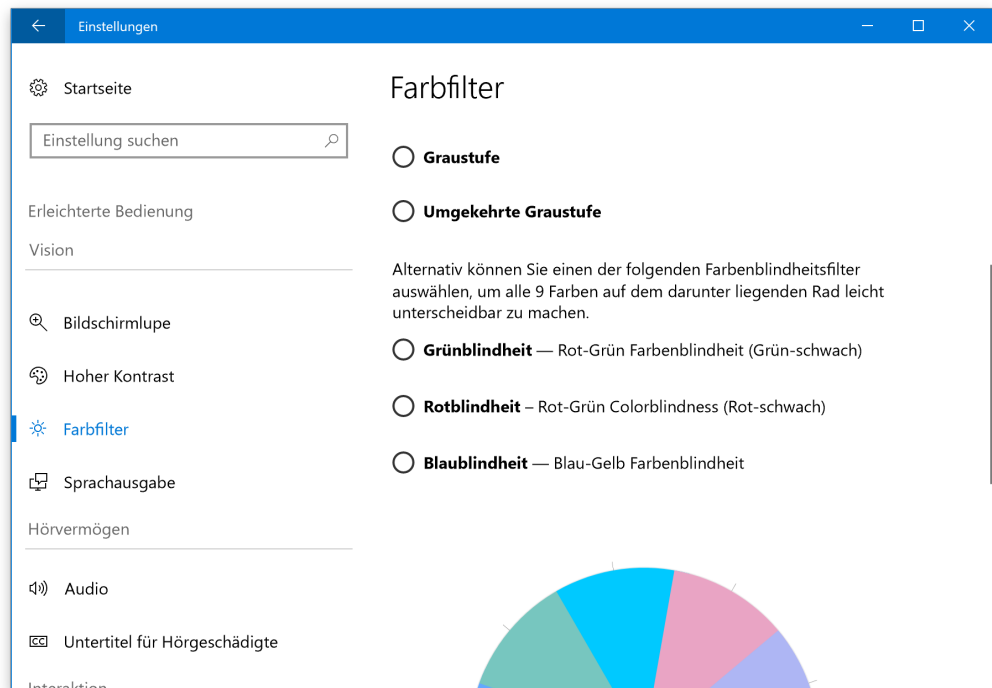 Einstellungen
Startseite
Einstellung suchen
Erleichterte Bedienung
Vision
Bildschirmlupe
Hoher Kontrast
Farbfilter
Sprachausgabe
Hörvermögen
Audio
CC Untertitel für Hörgeschädigte
Interaktion
Farbfilter
Graustufe
Umgekehrte Graustufe
Alternativ können Sie einen der folgenden Farbenblindheitsfilter
auswählen, um alle 9 Farben auf dem darunter liegenden Rad leicht
unterscheidbar zu machen.
Grünblindheit — Rot-Grün Farbenblindheit (Grün-schwach)
Rotblindheit – Rot-Grün Colorblindness (Rot-schwach)
Blaublindheit — Blau-Gelb Farbenblindheit